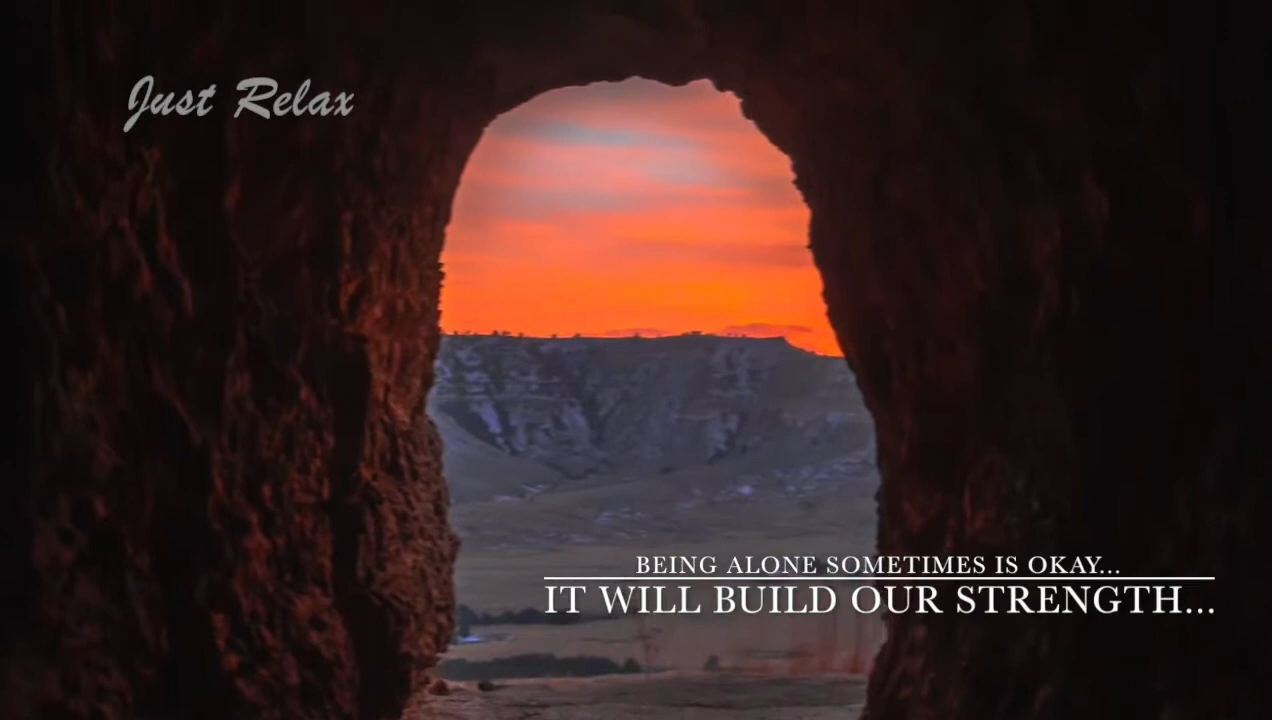 Just Relax
BEING ALONE SOMETIMES IS OKAY...
IT WILL BUILD OUR STRENGTH...